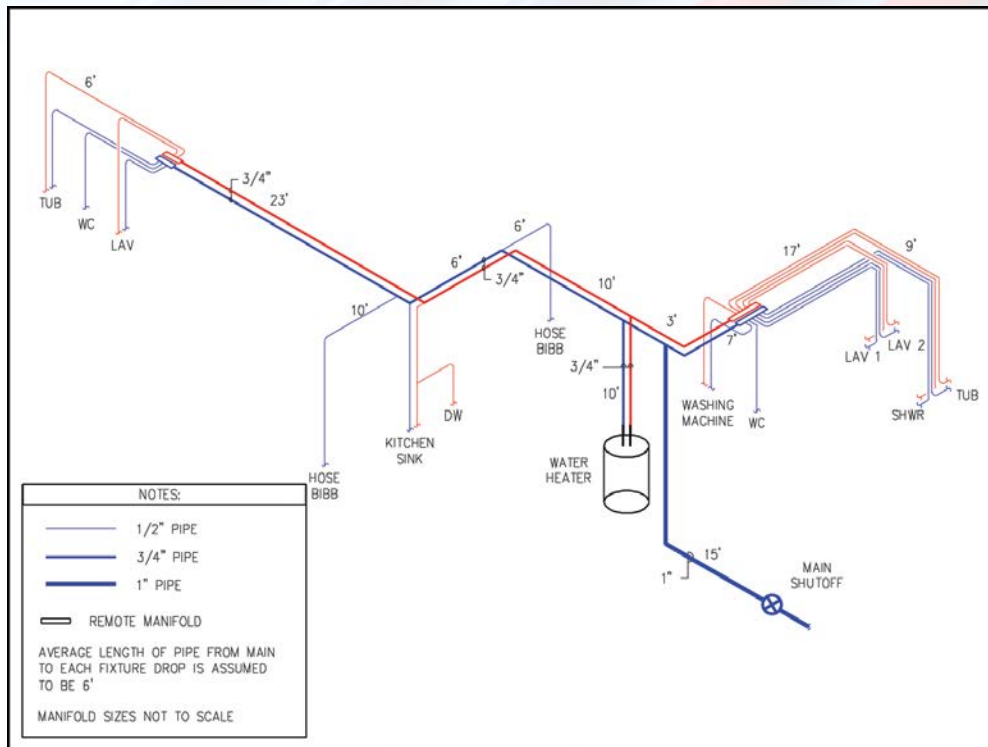 6'
3/4"
23'
TUB
WC
LAV
6'
6'
3/4"
10'
HOSE
BIBB
10'
17'
9'
3'
7'
LAV 1
LAV 2
3/4"
10'
WASHING
MACHINE
WC
SHWR
TUB
DW
KITCHEN
SINK
HOSE
BIBB
WATER
HEATER
15'
1"
MAIN
SHUTOFF
NOTES:
1/2" PIPE
3/4" PIPE
1" PIPE
REMOTE MANIFOLD
AVERAGE LENGTH OF PIPE FROM MAIN
TO EACH FIXTURE DROP IS ASSUMED
TO BE 6'
MANIFOLD SIZES NOT TO SCALE